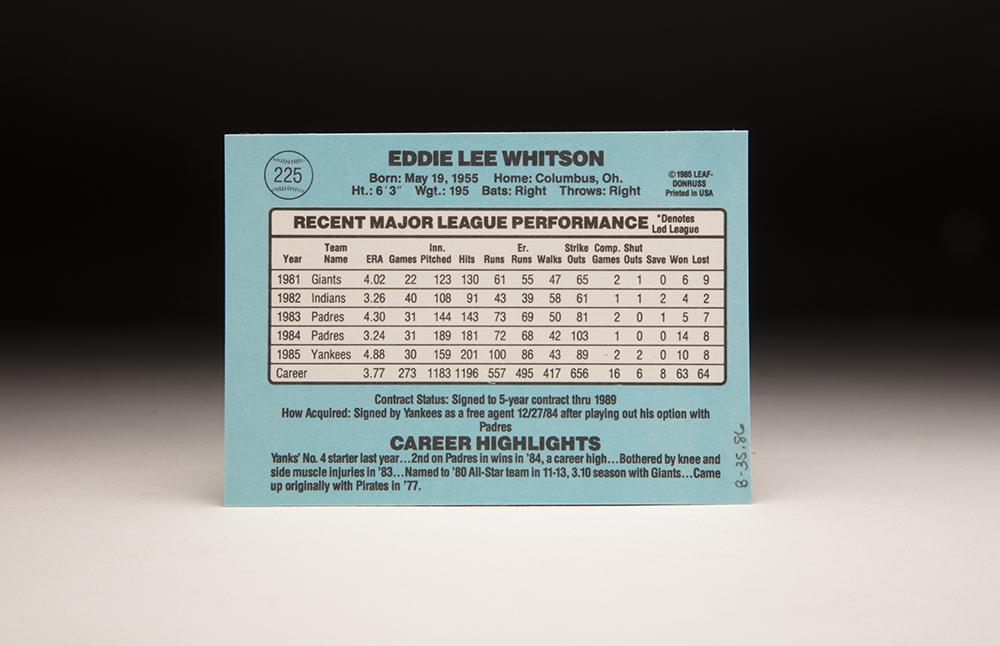 225
EDDIE LEE WHITSON
Born: May 19, 1955 Home: Columbus, Oh.
Ht.: 6'3" Wgt.: 195 Bats: Right Throws: Right
©1985 LEAF-
DONRUSS
Printed in USA
RECENT MAJOR LEAGUE PERFORMANCE
*Denotes
Led League
Year Team Name ERA Games Inn. Pitched Hits Runs Er. Runs Walks Strike Outs Comp. Games Shut Outs Save Won Lost
1981 Giants 4.02 22 123 130 61 55 47 65 2 1 0 6 9
1982 Indians 3.26 40 108 91 43 39 58 61 1 1 2 4 2
1983 Padres 4.30 31 144 143 73 69 50 81 2 0 1 5 7
1984 Padres 3.24 31 189 181 72 68 42 103 1 0 0 14 8
1985 Yankees 4.88 30 159 201 100 86 43 89 2 2 0 10 8
Career 3.77 273 1183 1196 557 495 417 656 16 6 8 63 64
Contract Status: Signed to 5-year contract thru 1989
How Acquired: Signed by Yankees as a free agent 12/27/84 after playing out his option with
Padres
CAREER HIGHLIGHTS
Yanks' No. 4 starter last year...2nd on Padres in wins in '84, a career high...Bothered by knee and
side muscle injuries in '83...Named to '80 All-Star team in 11-13, 3.10 season with Giants...Came
up originally with Pirates in '77.
B-35.86